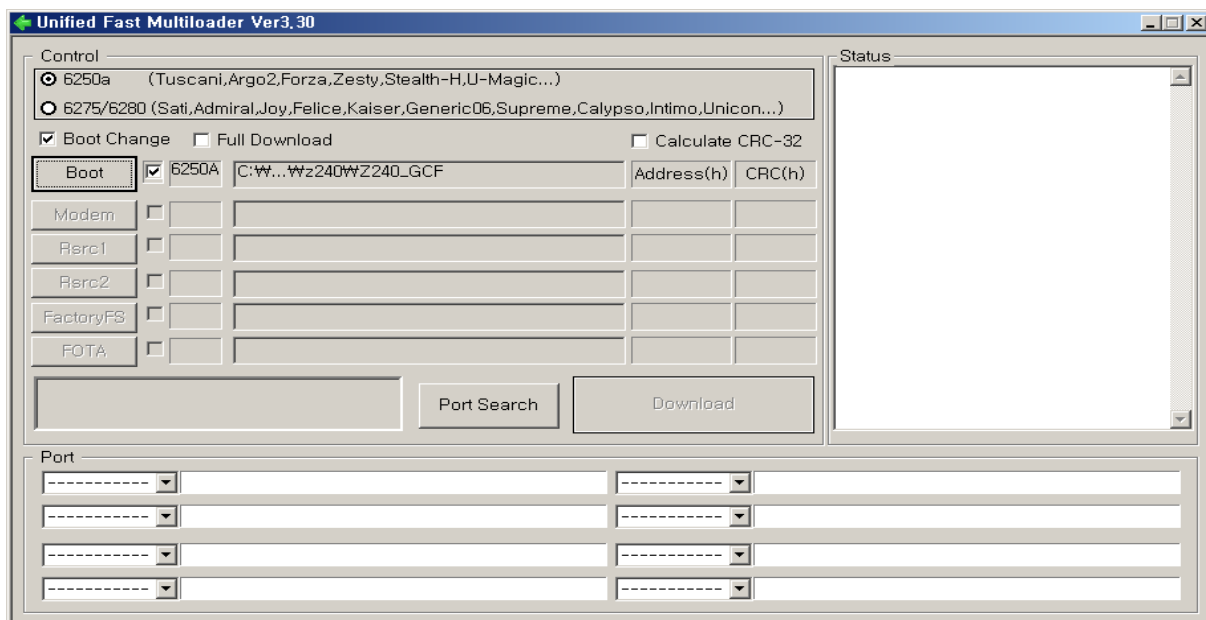 Unified Fast Multiloader Ver3.30
Control
6250a (Tuscani,Argo2,Forza,Zesty,Stealth-H,U-Magic...)
6275/6280 (Sati,Admiral,Joy,Felice,Kaiser,Generic06,Supreme,Calypso,Intimo,Unicon...)
Boot Change Full Download Calculate CRC-32
Boot 6250A C:₩...₩z240₩Z240_GCF Address(h) CRC(h)
Modem
Rsrc1
Rsrc2
FactoryFS
FOTA
Port Search Download
Status
Port
----------- -----------
----------- -----------
----------- -----------
----------- -----------